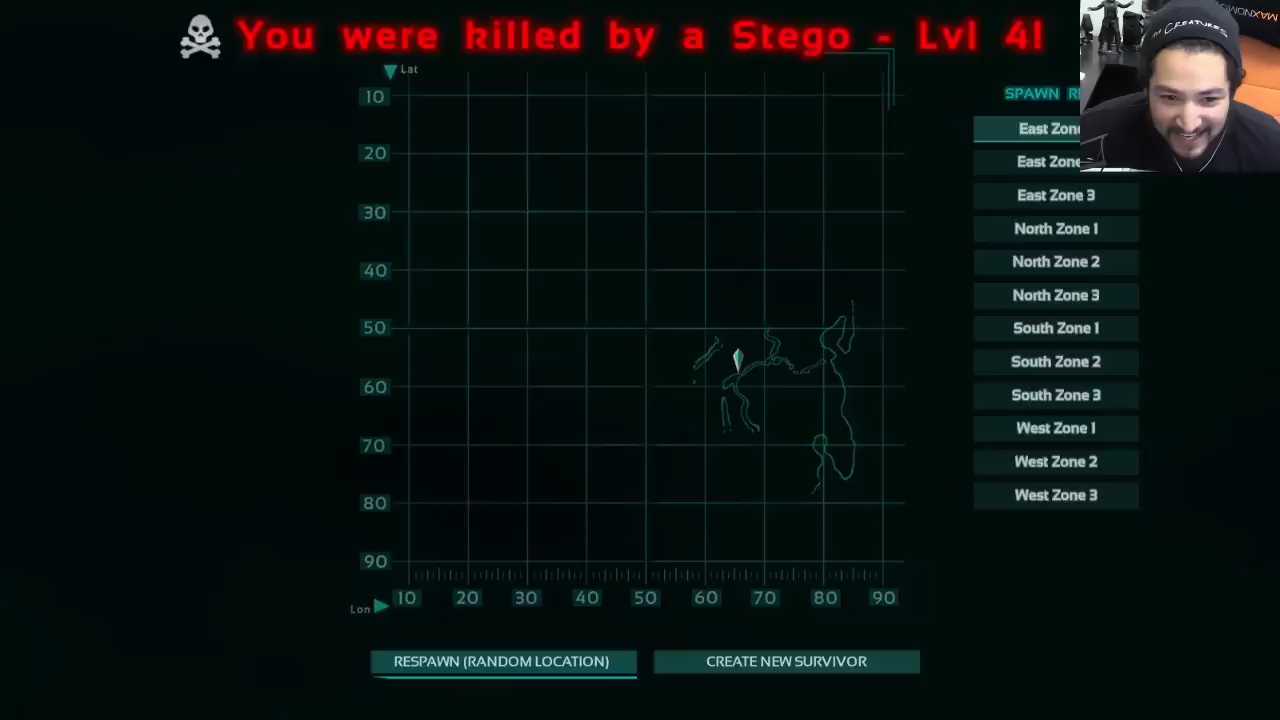 You were killed by a Stego - Lvl 4!
Lat
10
20
30
40
50
60
70
80
90
Lon
10 20 30 40 50 60 70 80 90
SPAWN
East Zone
East Zone
East Zone 3
North Zone 1
North Zone 2
North Zone 3
South Zone 1
South Zone 2
South Zone 3
West Zone 1
West Zone 2
West Zone 3
RESPAWN (RANDOM LOCATION)
CREATE NEW SURVIVOR
CREATURES
MAXNOMIC